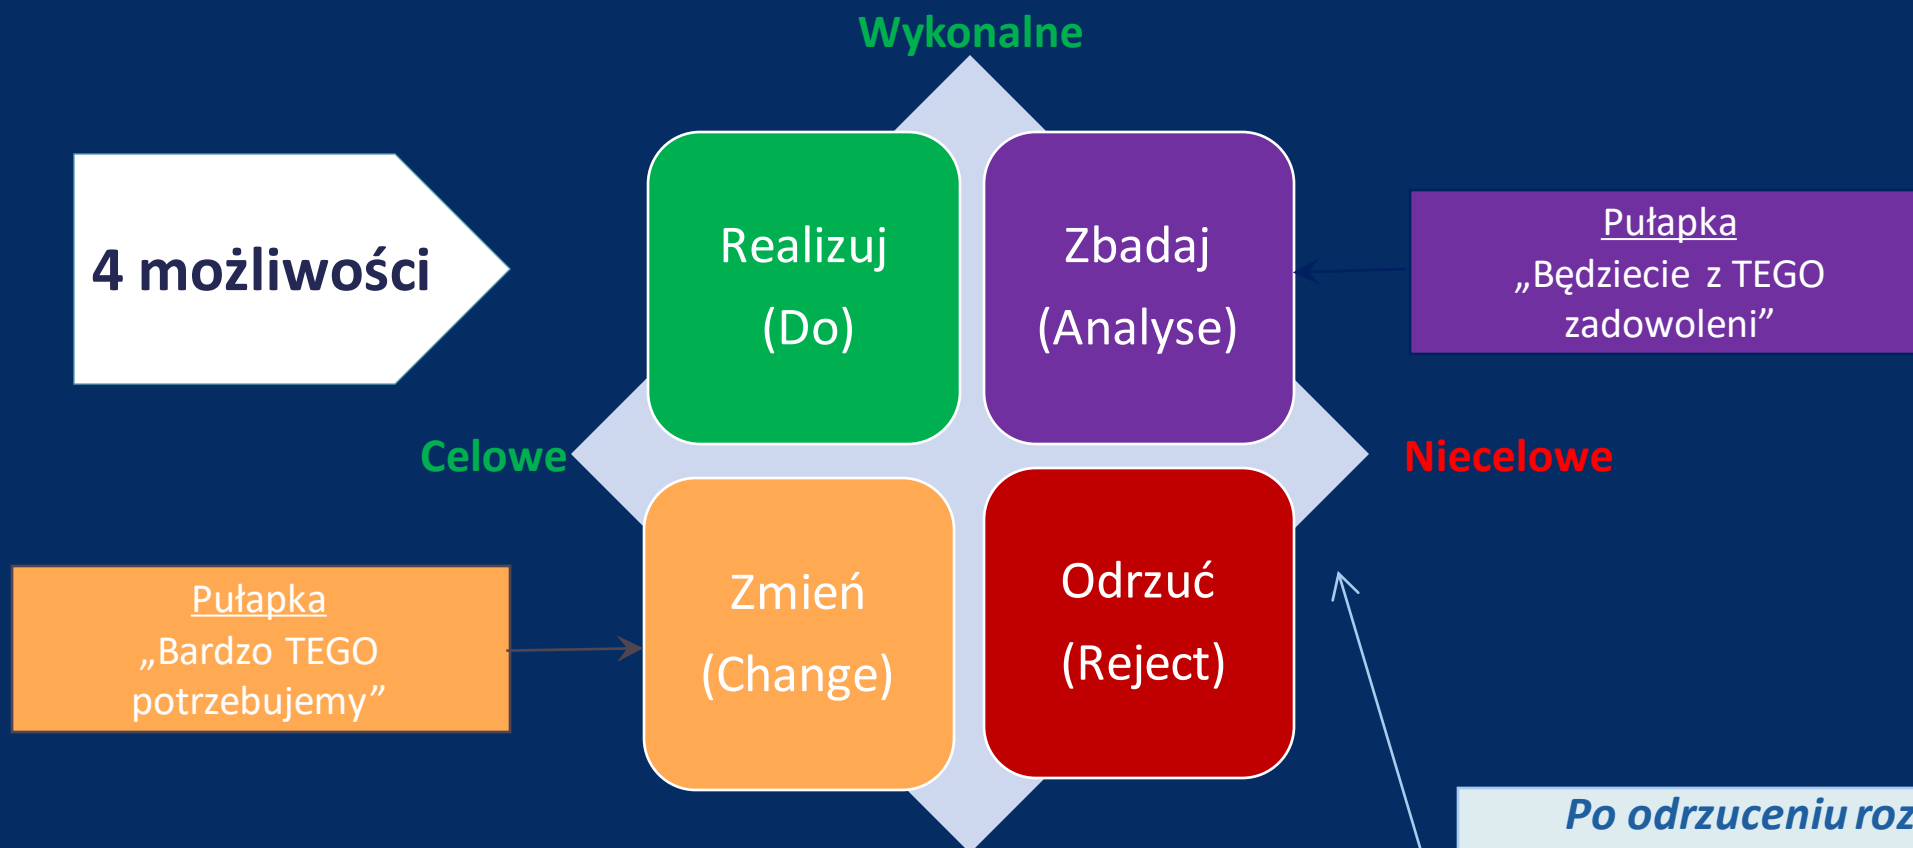 Wykonalne
4 możliwości
Realizuj
(Do)
Zbadaj
(Analyse)
Pułapka
„Będziecie z TEGO
zadowoleni”
Celowe
Niecelowe
Pułapka
„Bardzo TEGO
potrzebujemy”
Zmień
(Change)
Odrzuć
(Reject)
Po odrzuceniu